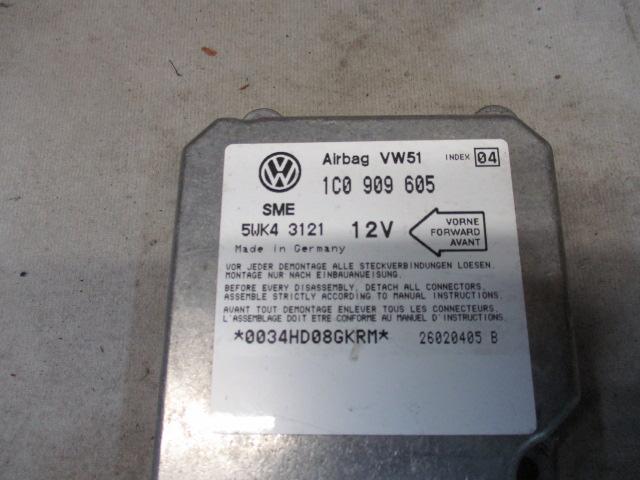 Airbag VW51 INDEX 04
1C0 909 605
SME
5WK4 3121 12V
VORNE
FORWARD
AVANT
Made in Germany
VOR JEDER DEMONTAGE ALLE STECKVERBINDUNGEN LOESEN.
MONTAGE NUR NACH EINBAUANWEISUNG.
BEFORE EVERY DISASSEMBLY, DETACH ALL CONNECTORS.
ASSEMBLE STRICTLY ACCORDING TO MANUAL INSTRUCTIONS.
AVANT TOUT DEMONTAGE ENLEVER TOUS LES CONNECTEURS.
L'ASSEMBLAGE DOIT ETRE CONFORME AU MANUEL D'INSTRUCTIONS.
*0034HD08GKRM* 26020405 B